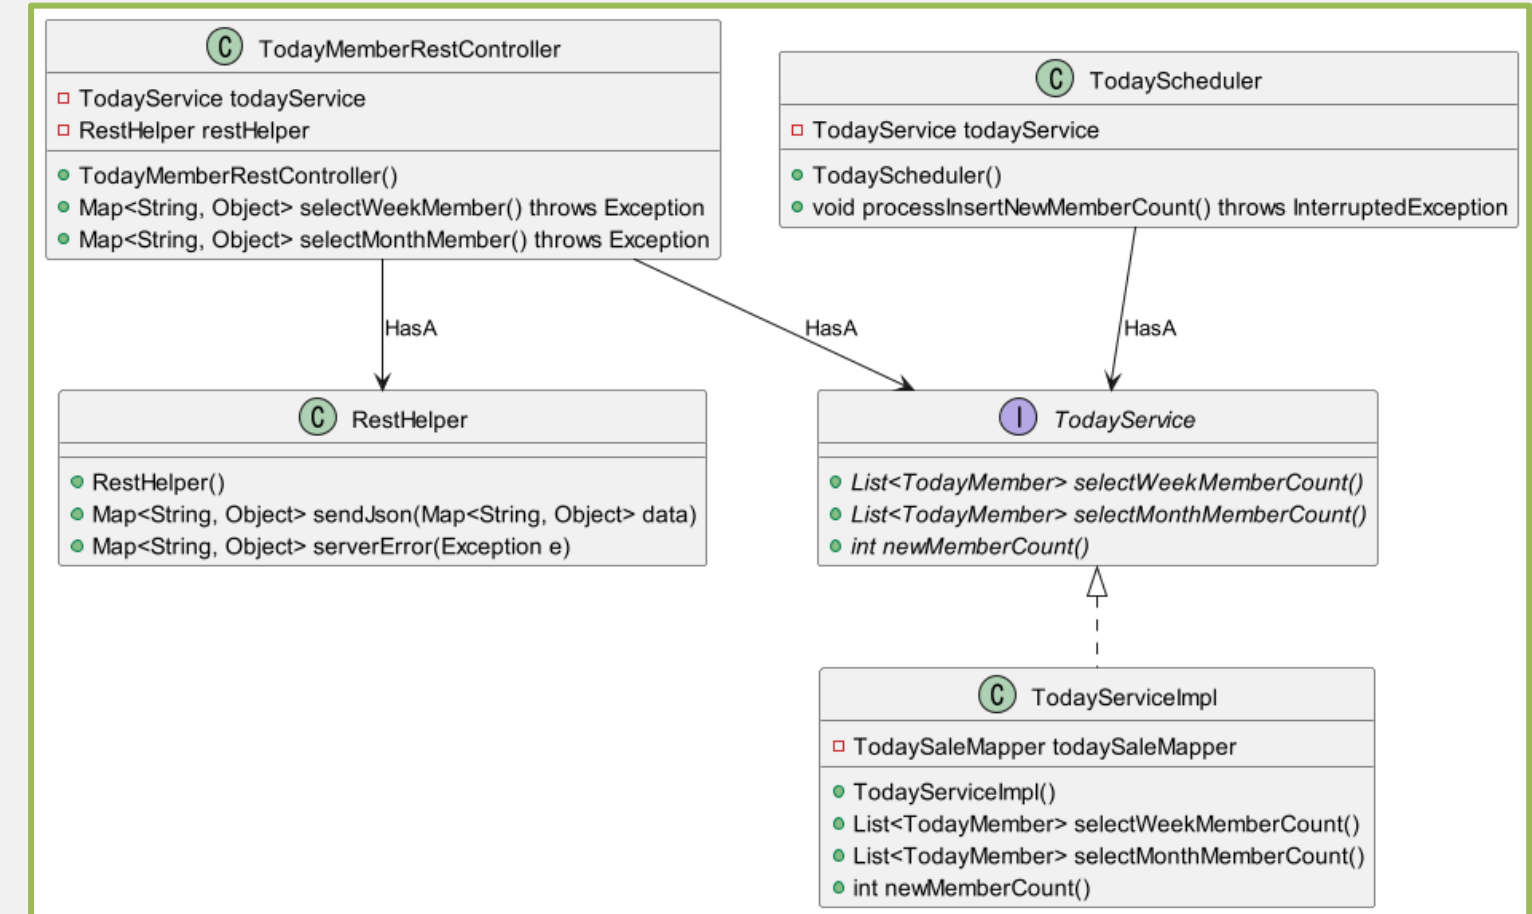 C TodayMemberRestController
TodayService todayService
RestHelper restHelper
TodayMemberRestController()
Map<String, Object> selectWeekMember() throws Exception
Map<String, Object> selectMonthMember() throws Exception
C TodayScheduler
TodayService todayService
TodayScheduler()
void processInsertNewMemberCount() throws InterruptedException
HasA
HasA
HasA
C RestHelper
RestHelper()
Map<String, Object> sendJson(Map<String, Object> data)
Map<String, Object> serverError(Exception e)
I TodayService
List<TodayMember> selectWeekMemberCount()
List<TodayMember> selectMonthMemberCount()
int newMemberCount()
C TodayServiceImpl
TodaySaleMapper todaySaleMapper
TodayServiceImpl()
List<TodayMember> selectWeekMemberCount()
List<TodayMember> selectMonthMemberCount()
int newMemberCount()